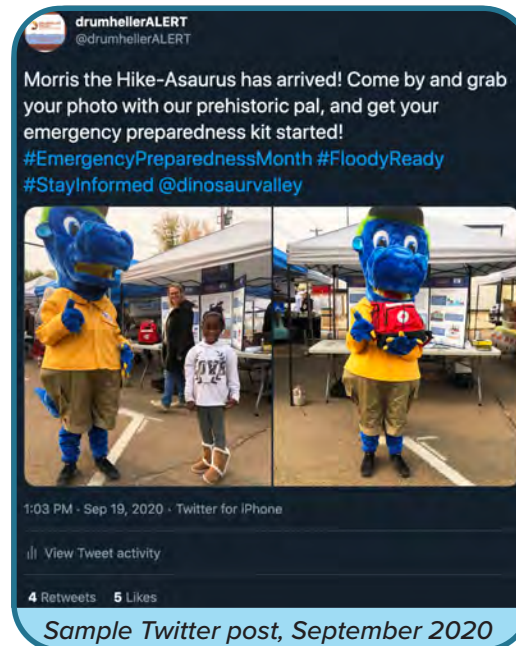 drumhellerALERT
@drumhellerALERT
Morris the Hike-Asaurus has arrived! Come by and grab
your photo with our prehistoric pal, and get your
emergency preparedness kit started!
#EmergencyPreparednessMonth #FloodyReady
#StayInformed @dinosaurvalley
LOVE
1:03 PM · Sep 19, 2020 · Twitter for iPhone
View Tweet activity
4 Retweets 5 Likes
Sample Twitter post, September 2020